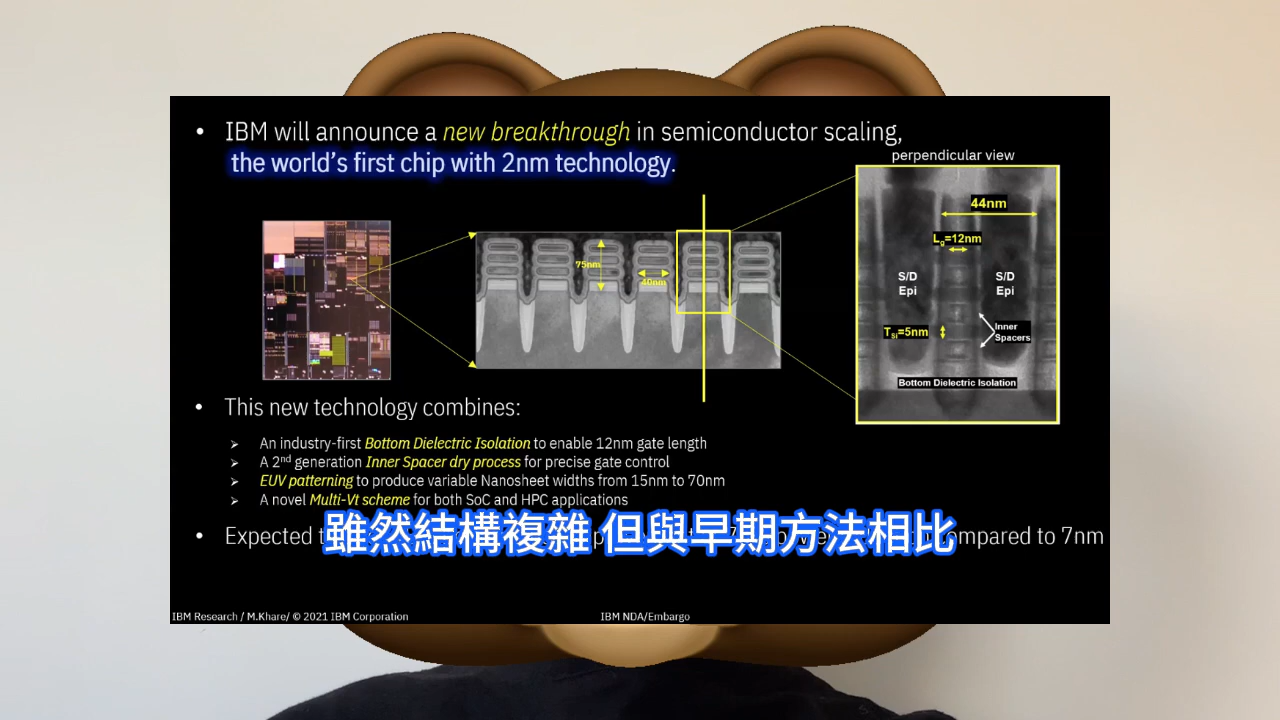 • IBM will announce a new breakthrough in semiconductor scaling,
the world's first chip with 2nm technology.
perpendicular view
44nm
Lg=12nm
75nm
40nm
S/D
Epi
S/D
Epi
TSi=5nm
Inner
Spacers
Bottom Dielectric Isolation
• This new technology combines:
➢ An industry-first Bottom Dielectric Isolation to enable 12nm gate length
➢ A 2nd generation Inner Spacer dry process for precise gate control
➢ EUV patterning to produce variable Nanosheet widths from 15nm to 70nm
➢ A novel Multi-Vt scheme for both SoC and HPC applications
• Expected compared to 7nm
雖然結構複雜 但與早期方法相比
IBM Research / M.Khare/ © 2021 IBM Corporation
IBM NDA/Embargo